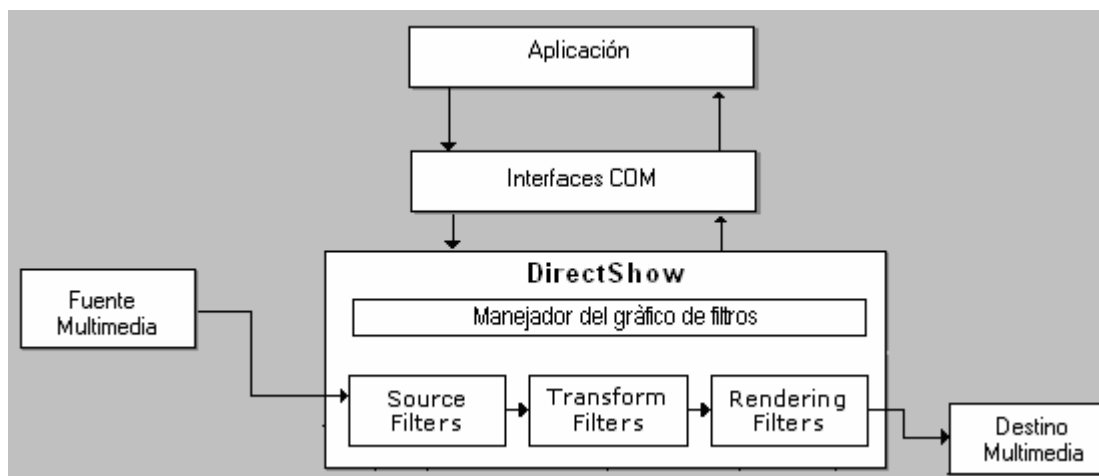 Aplicación
Interfaces COM
DirectShow
Manejador del gràfico de filtros
Fuente
Multimedia
Source
Filters
Transform
Filters
Rendering
Filters
Destino
Multimedia